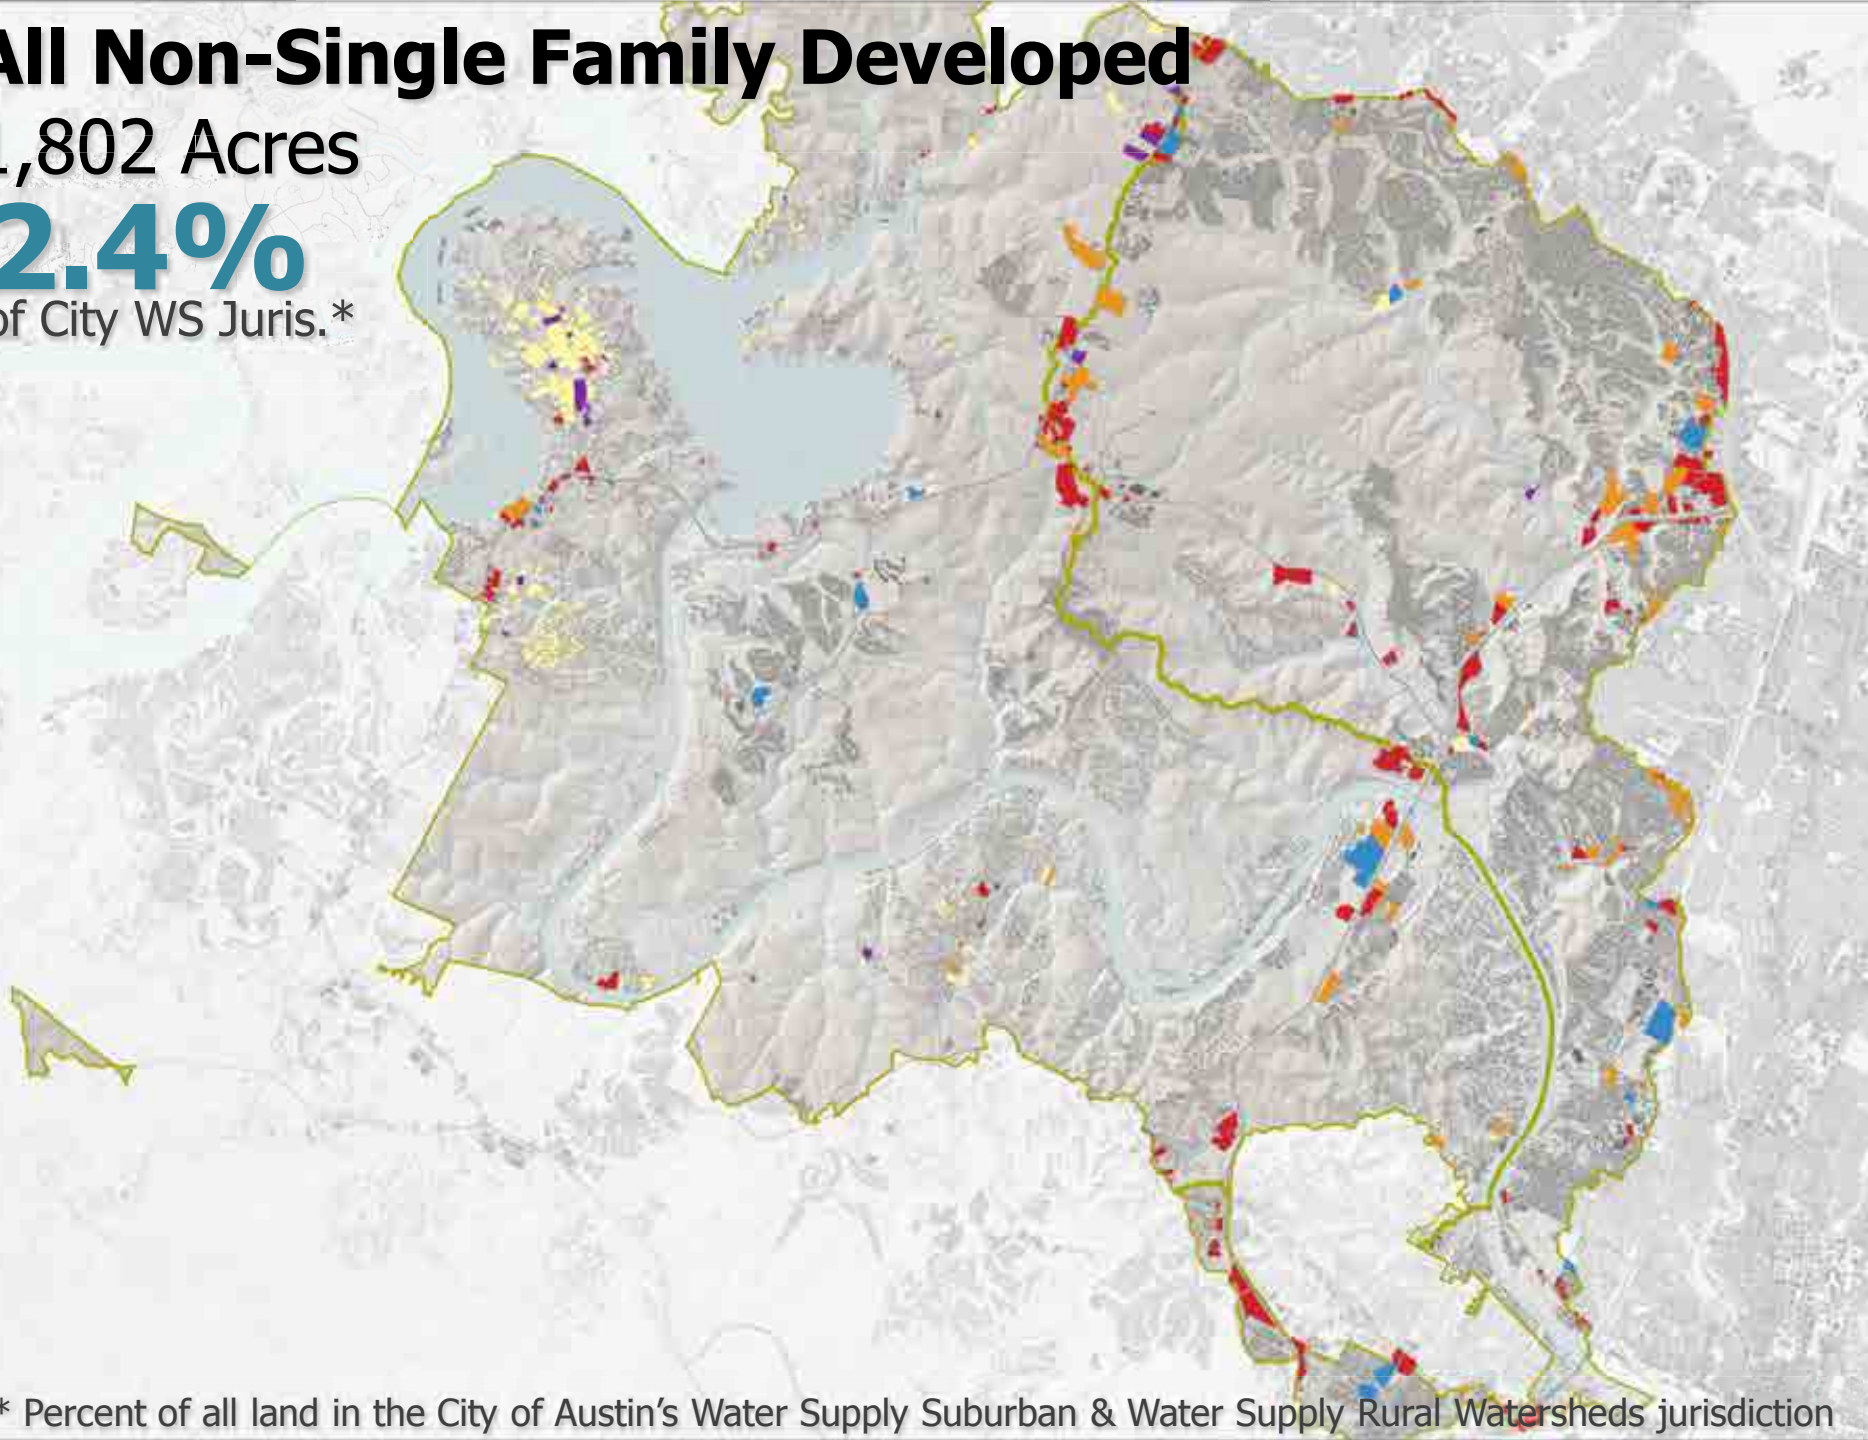 All Non-Single Family Developed
1,802 Acres
2.4%
of City WS Juris.*
* Percent of all land in the City of Austin's Water Supply Suburban & Water Supply Rural Watersheds jurisdiction